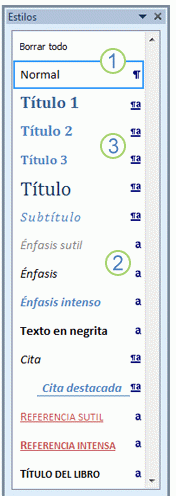 Estilos
Borrar todo
1
Normal ¶
Título 1 ¶a
Título 2 ¶a
3
Título 3 ¶a
Título ¶a
Subtítulo ¶a
Énfasis sutil a
2
Énfasis a
Énfasis intenso a
Texto en negrita a
Cita ¶a
Cita destacada ¶a
REFERENCIA SUTIL a
REFERENCIA INTENSA a
TÍTULO DEL LIBRO a